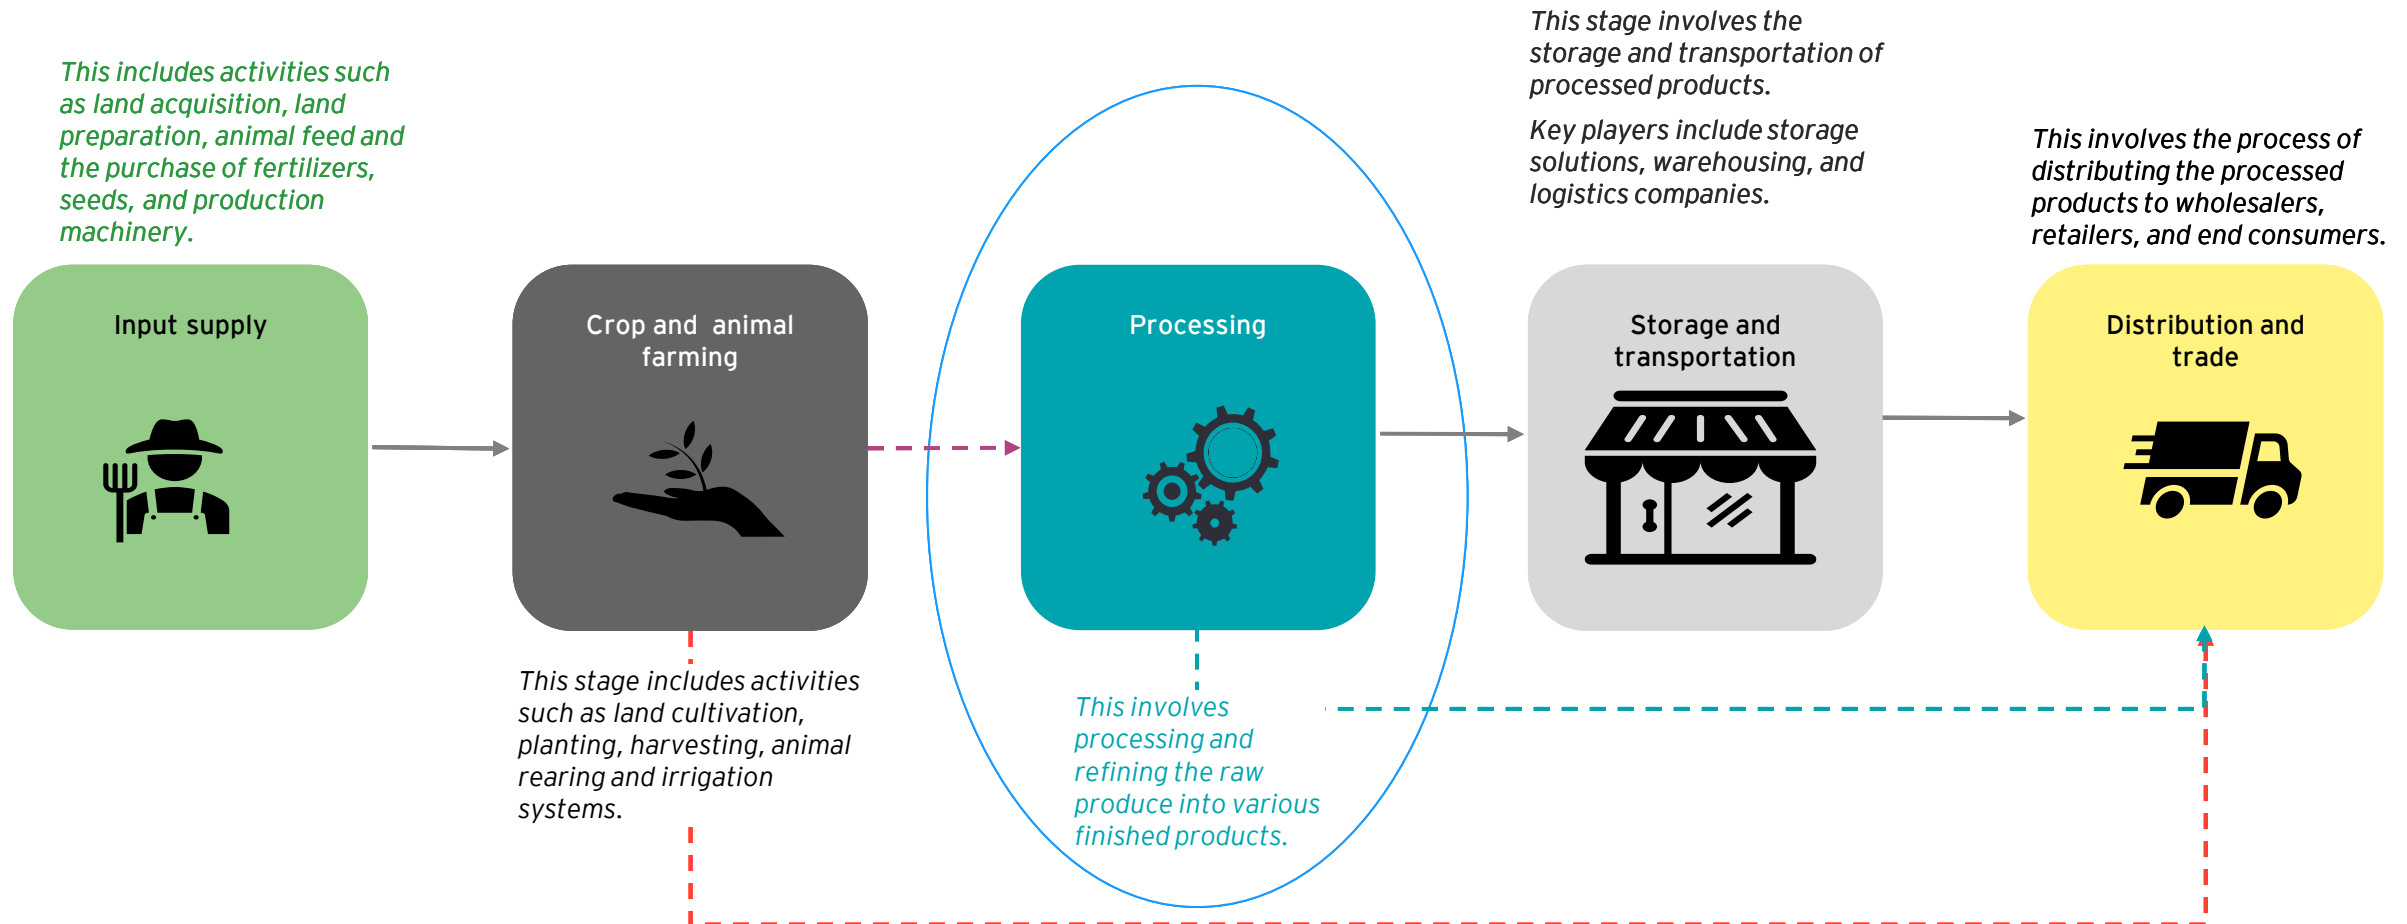 This includes activities such
as land acquisition, land
preparation, animal feed and
the purchase of fertilizers,
seeds, and production
machinery.
Input supply
Crop and animal
farming
This stage includes activities
such as land cultivation,
planting, harvesting, animal
rearing and irrigation
systems.
Processing
This involves
processing and
refining the raw
produce into various
finished products.
This stage involves the
storage and transportation of
processed products.
Key players include storage
solutions, warehousing, and
logistics companies.
Storage and
transportation
This involves the process of
distributing the processed
products to wholesalers,
retailers, and end consumers.
Distribution and
trade